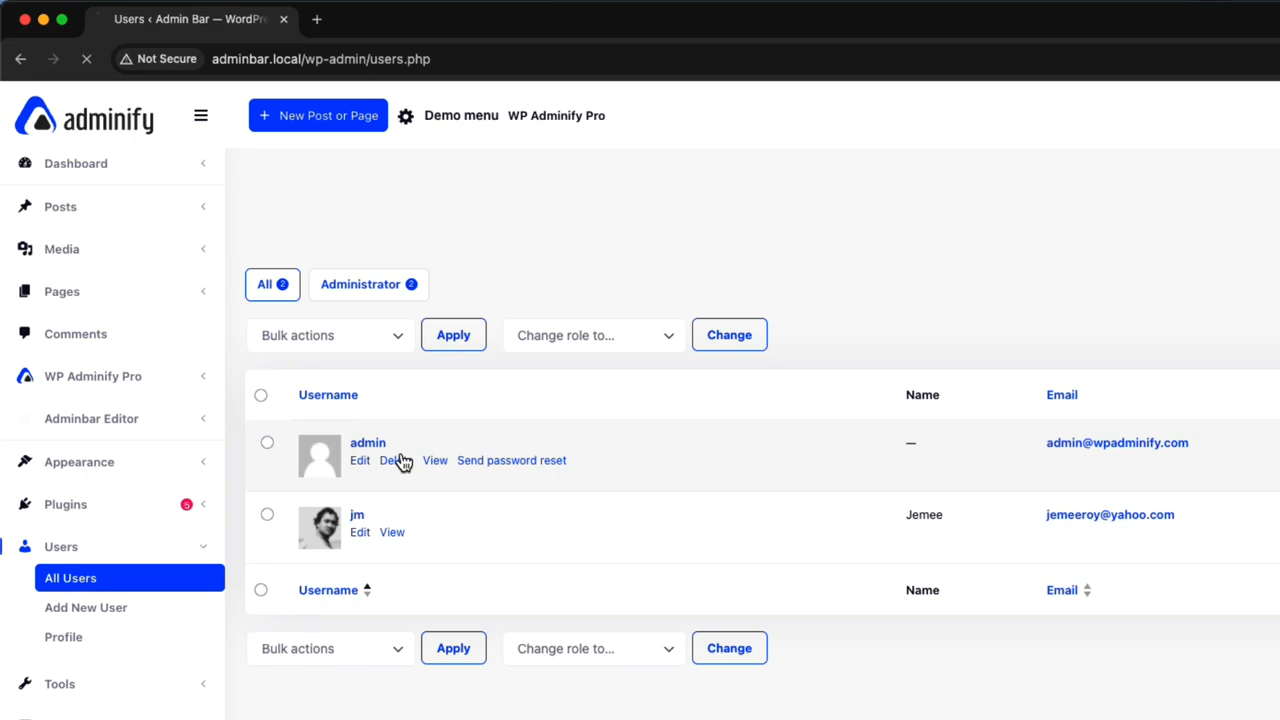 Users ‹ Admin Bar — WordPr
Not Secure
adminbar.local/wp-admin/users.php
adminify
New Post or Page
Demo menu
WP Adminify Pro
Dashboard
Posts
Media
Pages
Comments
WP Adminify Pro
Adminbar Editor
Appearance
Plugins 5
Users
All Users
Add New User
Profile
Tools
All 2
Administrator 2
Bulk actions
Apply
Change role to...
Change
Username
Name
Email
admin
—
admin@wpadminify.com
Edit
View
Send password reset
jm
Jemee
jemeeroy@yahoo.com
Edit
View
Username
Name
Email
Bulk actions
Apply
Change role to...
Change